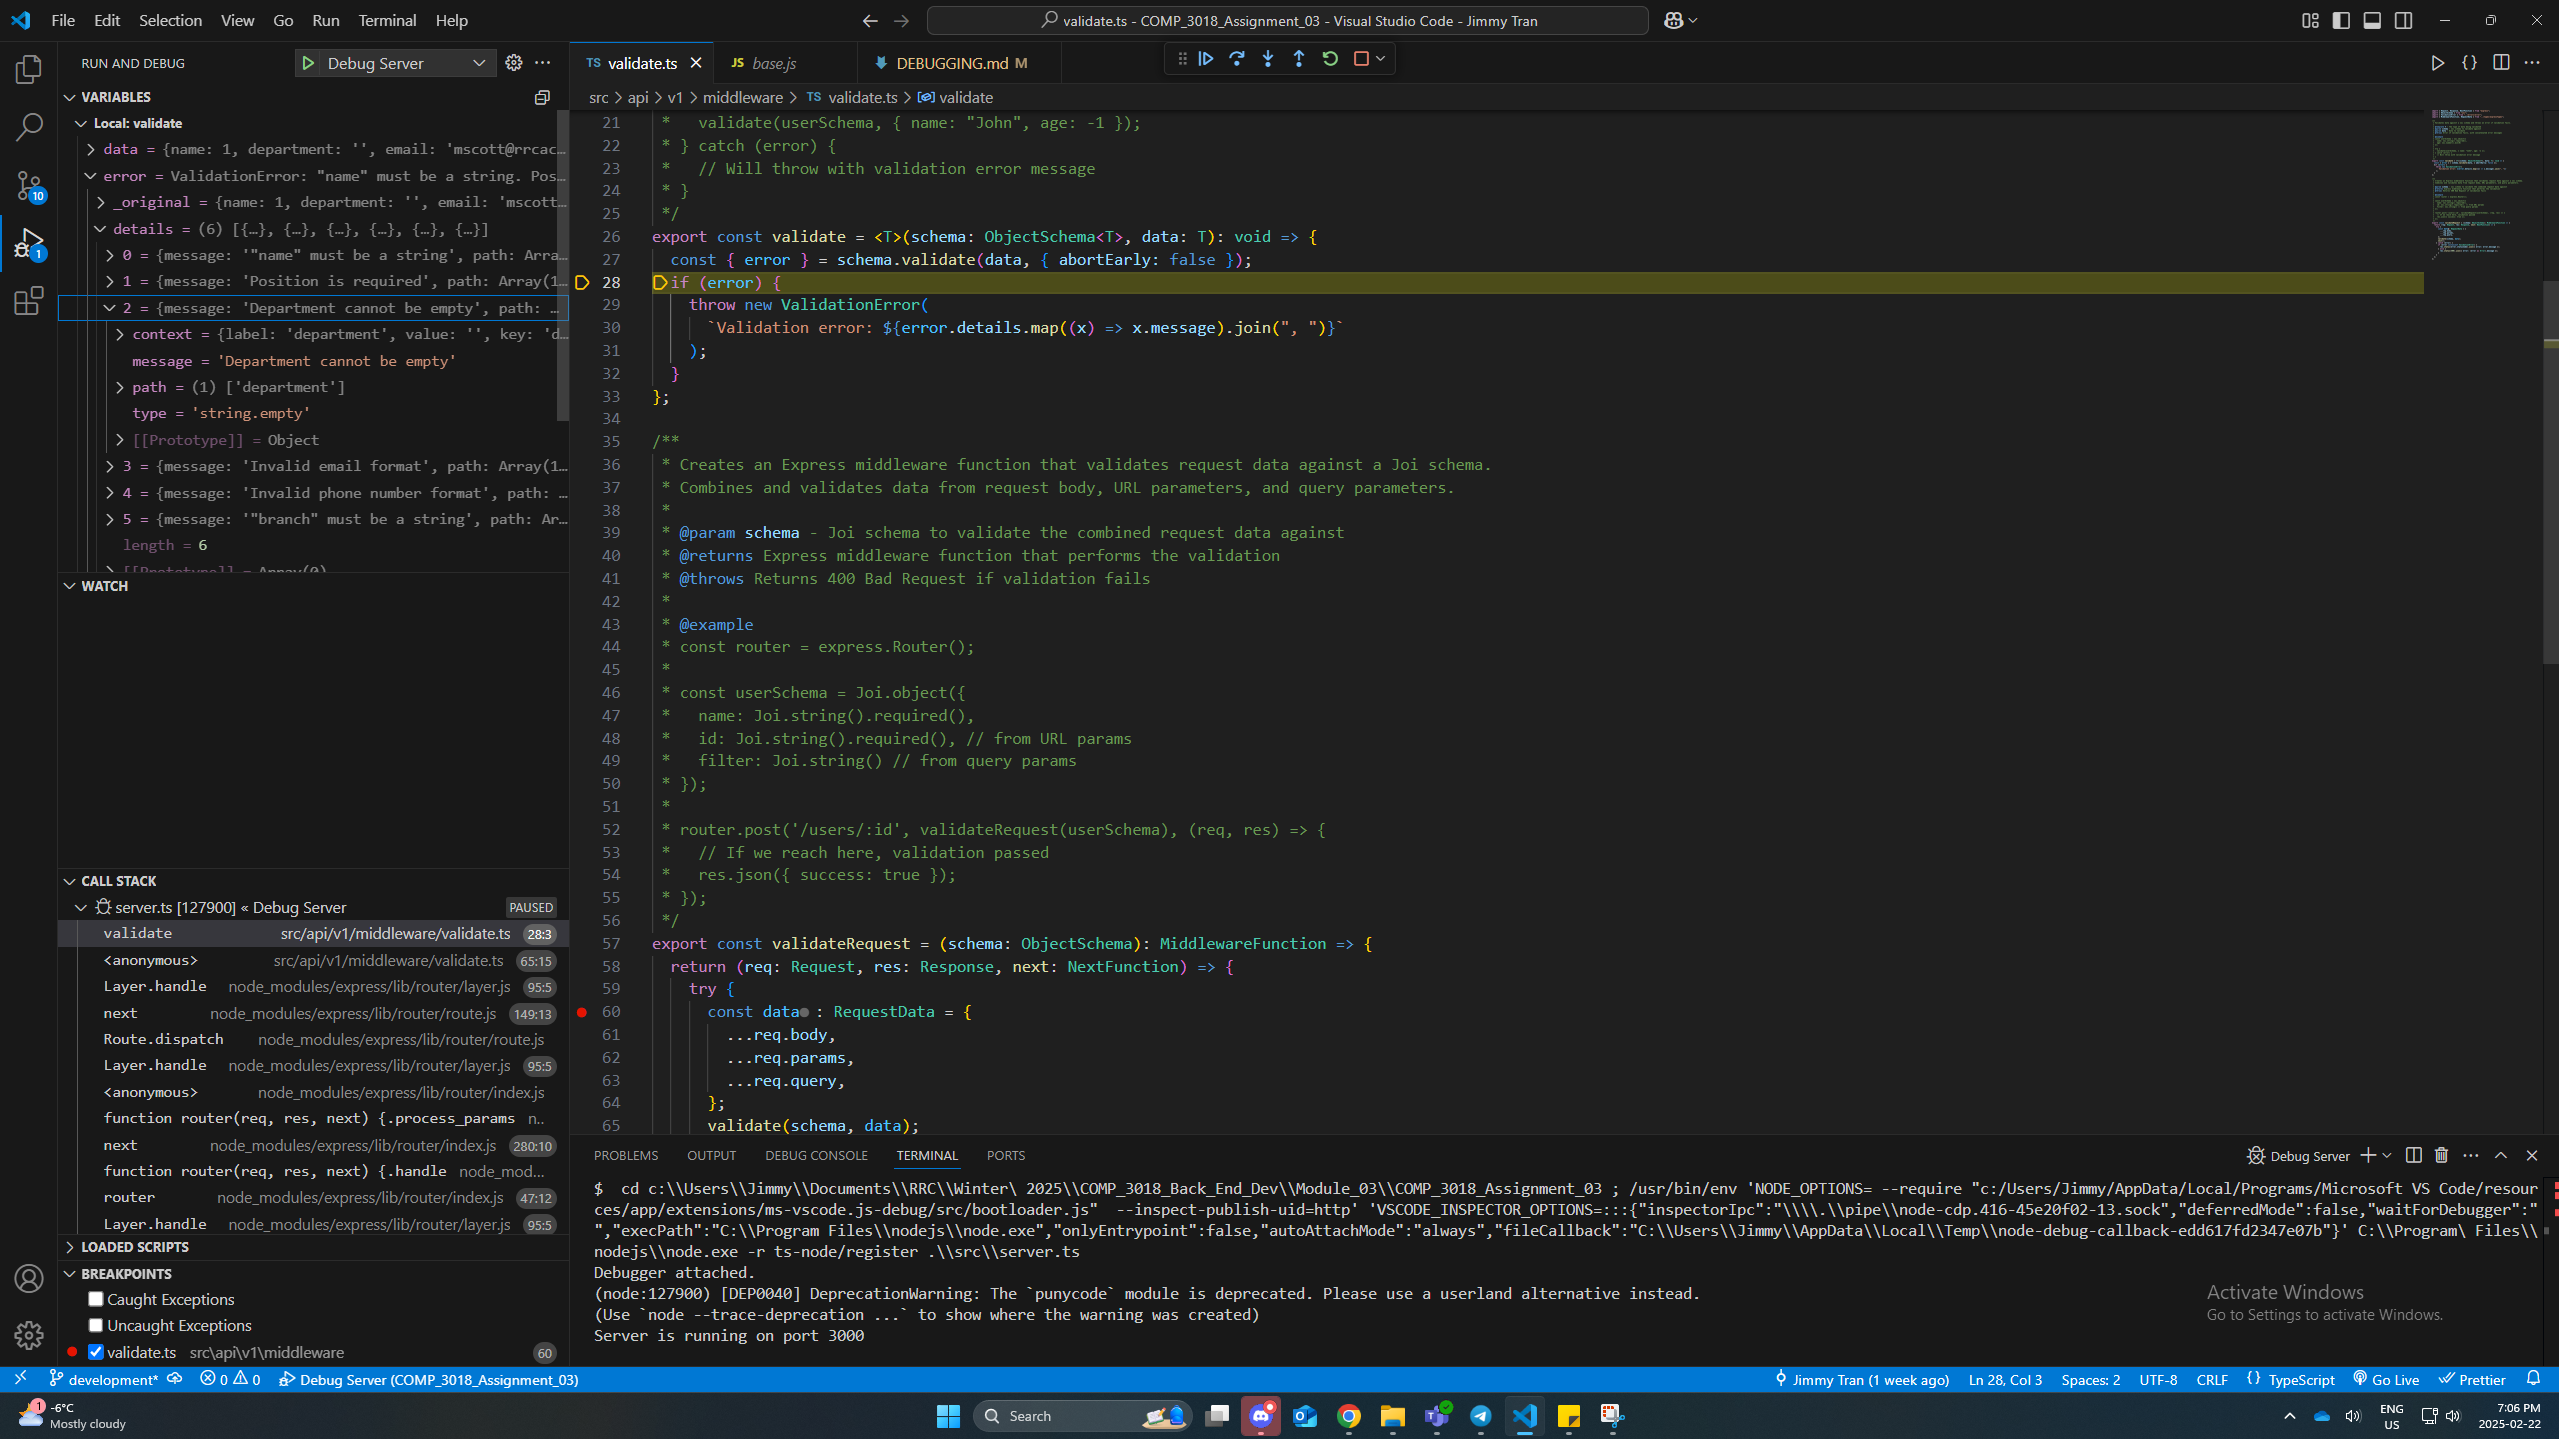 File Edit Selection View Go Run Terminal Help
validate.ts - COMP_3018_Assignment_03 - Visual Studio Code - Jimmy Tran
RUN AND DEBUG
Debug Server
VARIABLES
Local: validate
data = {name: 1, department: '', email: 'mscott@rrcac…
error = ValidationError: "name" must be a string. Pos…
_original = {name: 1, department: '', email: 'mscott…
details = (6) [{…}, {…}, {…}, {…}, {…}, {…}]
0 = {message: '"name" must be a string', path: Arra…
1 = {message: 'Position is required', path: Array(1…
2 = {message: 'Department cannot be empty', path: …
context = {label: 'department', value: '', key: 'd…
message = 'Department cannot be empty'
path = (1) ['department']
type = 'string.empty'
[[Prototype]] = Object
3 = {message: 'Invalid email format', path: Array(1…
4 = {message: 'Invalid phone number format', path: …
5 = {message: '"branch" must be a string', path: Ar…
length = 6
[[Prototype]] = Array(0)
WATCH
CALL STACK
server.ts [127900] « Debug Server PAUSED
validate src/api/v1/middleware/validate.ts 28:3
<anonymous> src/api/v1/middleware/validate.ts 65:15
Layer.handle node_modules/express/lib/router/layer.js 95:5
next node_modules/express/lib/router/route.js 149:13
Route.dispatch node_modules/express/lib/router/route.js
Layer.handle node_modules/express/lib/router/layer.js 95:5
<anonymous> node_modules/express/lib/router/index.js
function router(req, res, next) {.process_params n..
next node_modules/express/lib/router/index.js 280:10
function router(req, res, next) {.handle node_mod...
router node_modules/express/lib/router/index.js 47:12
Layer.handle node_modules/express/lib/router/layer.js 95:5
LOADED SCRIPTS
BREAKPOINTS
Caught Exceptions
Uncaught Exceptions
validate.ts src\api\v1\middleware 60
10
1
TS validate.ts
JS base.js
DEBUGGING.md M
src > api > v1 > middleware > TS validate.ts > validate
21 *   validate(userSchema, { name: "John", age: -1 });
22 * } catch (error) {
23 *   // Will throw with validation error message
24 * }
25 */
26 export const validate = <T>(schema: ObjectSchema<T>, data: T): void => {
27   const { error } = schema.validate(data, { abortEarly: false });
28   if (error) {
29     throw new ValidationError(
30       `Validation error: ${error.details.map((x) => x.message).join(", ")}`
31     );
32   }
33 };
34
35 /**
36  * Creates an Express middleware function that validates request data against a Joi schema.
37  * Combines and validates data from request body, URL parameters, and query parameters.
38  *
39  * @param schema - Joi schema to validate the combined request data against
40  * @returns Express middleware function that performs the validation
41  * @throws Returns 400 Bad Request if validation fails
42  *
43  * @example
44  * const router = express.Router();
45  *
46  * const userSchema = Joi.object({
47  *   name: Joi.string().required(),
48  *   id: Joi.string().required(), // from URL params
49  *   filter: Joi.string() // from query params
50  * });
51  *
52  * router.post('/users/:id', validateRequest(userSchema), (req, res) => {
53  *   // If we reach here, validation passed
54  *   res.json({ success: true });
55  * });
56  */
57 export const validateRequest = (schema: ObjectSchema): MiddlewareFunction => {
58   return (req: Request, res: Response, next: NextFunction) => {
59     try {
60       const data : RequestData = {
61         ...req.body,
62         ...req.params,
63         ...req.query,
64       };
65       validate(schema, data);
PROBLEMS OUTPUT DEBUG CONSOLE TERMINAL PORTS
Debug Server
$  cd c:\\Users\\Jimmy\\Documents\\RRC\\Winter\ 2025\\COMP_3018_Back_End_Dev\\Module_03\\COMP_3018_Assignment_03 ; /usr/bin/env 'NODE_OPTIONS= --require "c:/Users/Jimmy/AppData/Local/Programs/Microsoft VS Code/resour
ces/app/extensions/ms-vscode.js-debug/src/bootloader.js"  --inspect-publish-uid=http' 'VSCODE_INSPECTOR_OPTIONS=:::{"inspectorIpc":"\\\\.\\pipe\\node-cdp.416-45e20f02-13.sock","deferredMode":false,"waitForDebugger":"
","execPath":"C:\\Program Files\\nodejs\\node.exe","onlyEntrypoint":false,"autoAttachMode":"always","fileCallback":"C:\\Users\\Jimmy\\AppData\\Local\\Temp\\node-debug-callback-edd617fd2347e07b"}' C:\\Program\ Files\\
nodejs\\node.exe -r ts-node/register .\\src\\server.ts
Debugger attached.
(node:127900) [DEP0040] DeprecationWarning: The `punycode` module is deprecated. Please use a userland alternative instead.
(Use `node --trace-deprecation ...` to show where the warning was created)
Server is running on port 3000
Activate Windows
Go to Settings to activate Windows.
development* 0 0 Debug Server (COMP_3018_Assignment_03)
Jimmy Tran (1 week ago) Ln 28, Col 3 Spaces: 2 UTF-8 CRLF {} TypeScript Go Live Prettier
1
-6°C
Mostly cloudy
Search
ENG
US
7:06 PM
2025-02-22